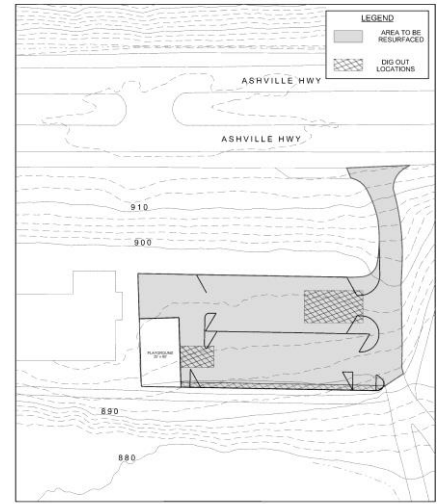 LEGEND
AREA TO BE
RESURFACED
DIG OUT
LOCATIONS
ASHVILLE HWY
ASHVILLE HWY
910
900
PLAYGROUND
890
880